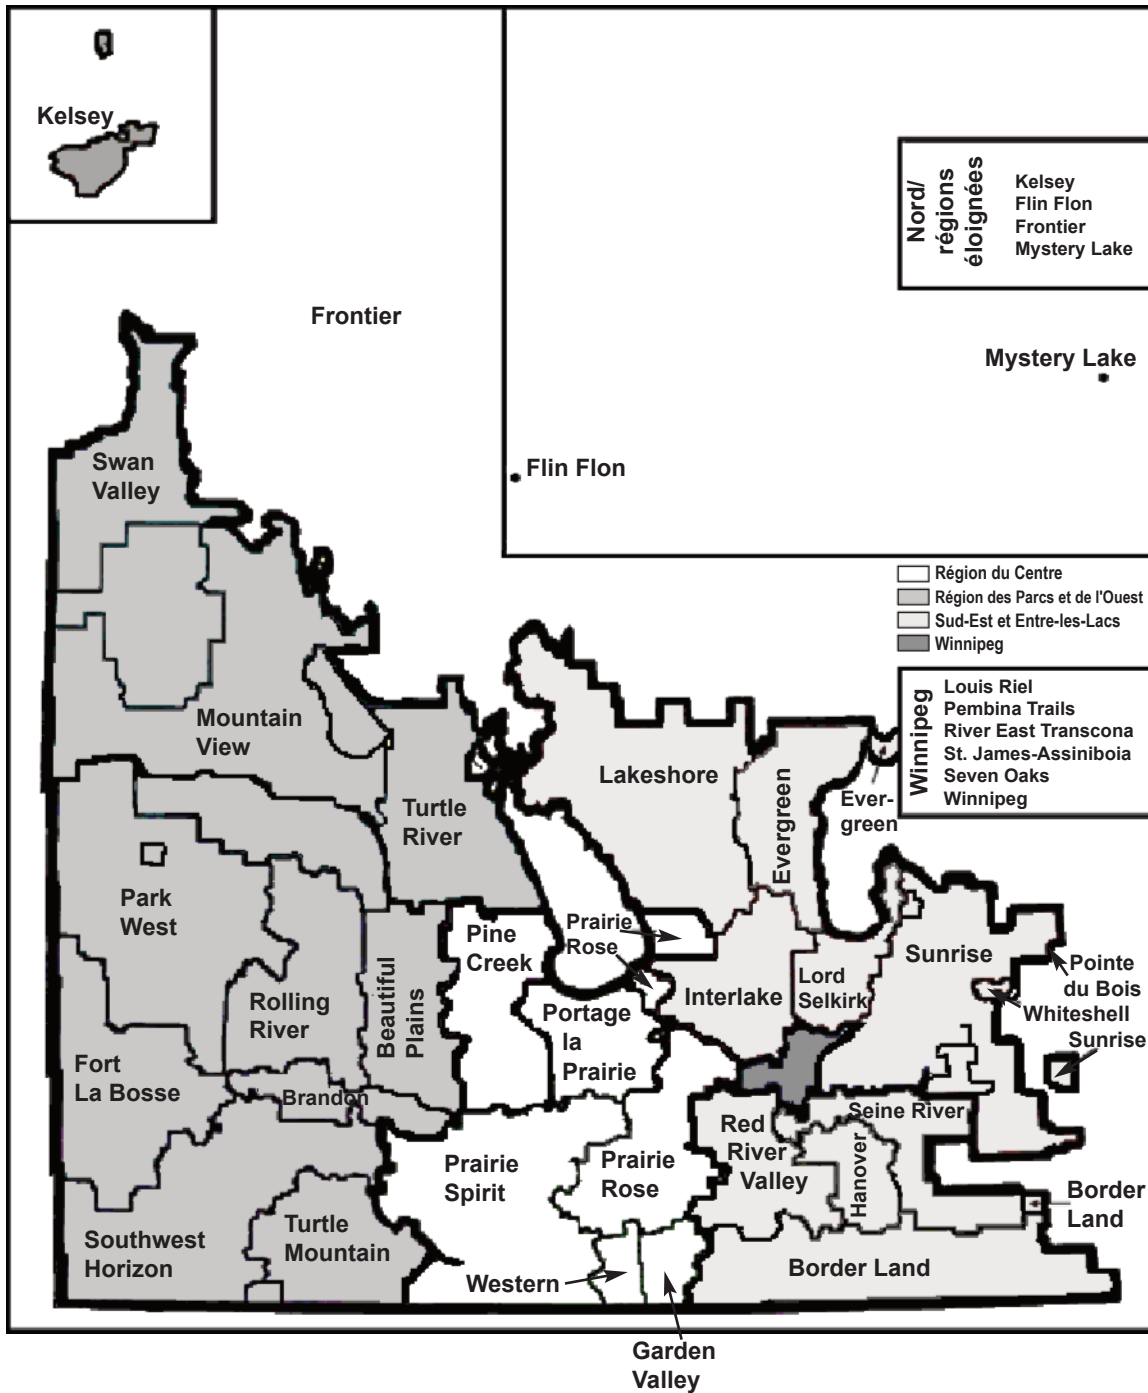 Kelsey
Nord/
régions
éloignées
Kelsey
Flin Flon
Frontier
Mystery Lake
Frontier
Mystery Lake
Flin Flon
Swan
Valley
Région du Centre
Région des Parcs et de l'Ouest
Sud-Est et Entre-les-Lacs
Winnipeg
Winnipeg
Louis Riel
Pembina Trails
River East Transcona
St. James-Assiniboia
Seven Oaks
Winnipeg
Mountain
View
Lakeshore
Evergreen
Ever-
green
Turtle
River
Park
West
Prairie
Rose
Pine
Creek
Sunrise
Pointe
du Bois
Whiteshell
Sunrise
Lord
Selkirk
Interlake
Rolling
River
Beautiful
Plains
Portage
la
Prairie
Fort
La Bosse
Brandon
Seine River
Red
River
Valley
Hanover
Prairie
Spirit
Prairie
Rose
Border
Land
Southwest
Horizon
Turtle
Mountain
Western
Border Land
Garden
Valley